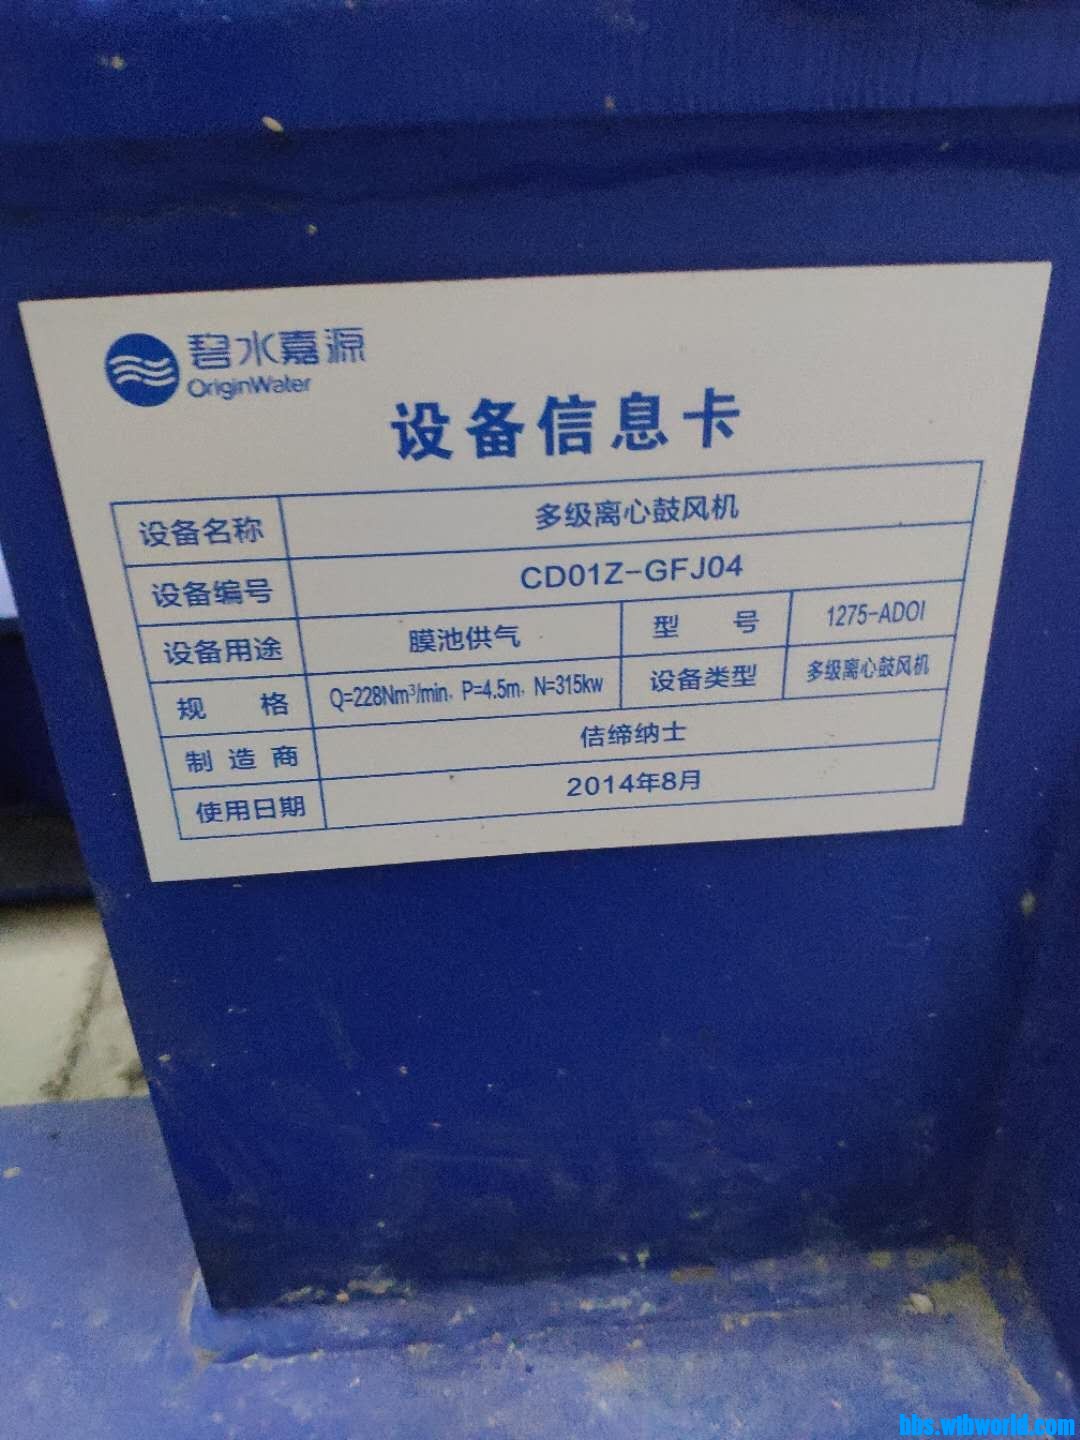 碧水嘉源
OriginWater
设备信息卡
设备名称 多级离心鼓风机
设备编号 CD01Z-GFJ04
设备用途 膜池供气 型 号 1275-ADOI
规 格 Q=228Nm³/min，P=4.5m，N=315kw 设备类型 多级离心鼓风机
制造商 佶缔纳士
使用日期 2014年8月
bbs.wtbworld.com